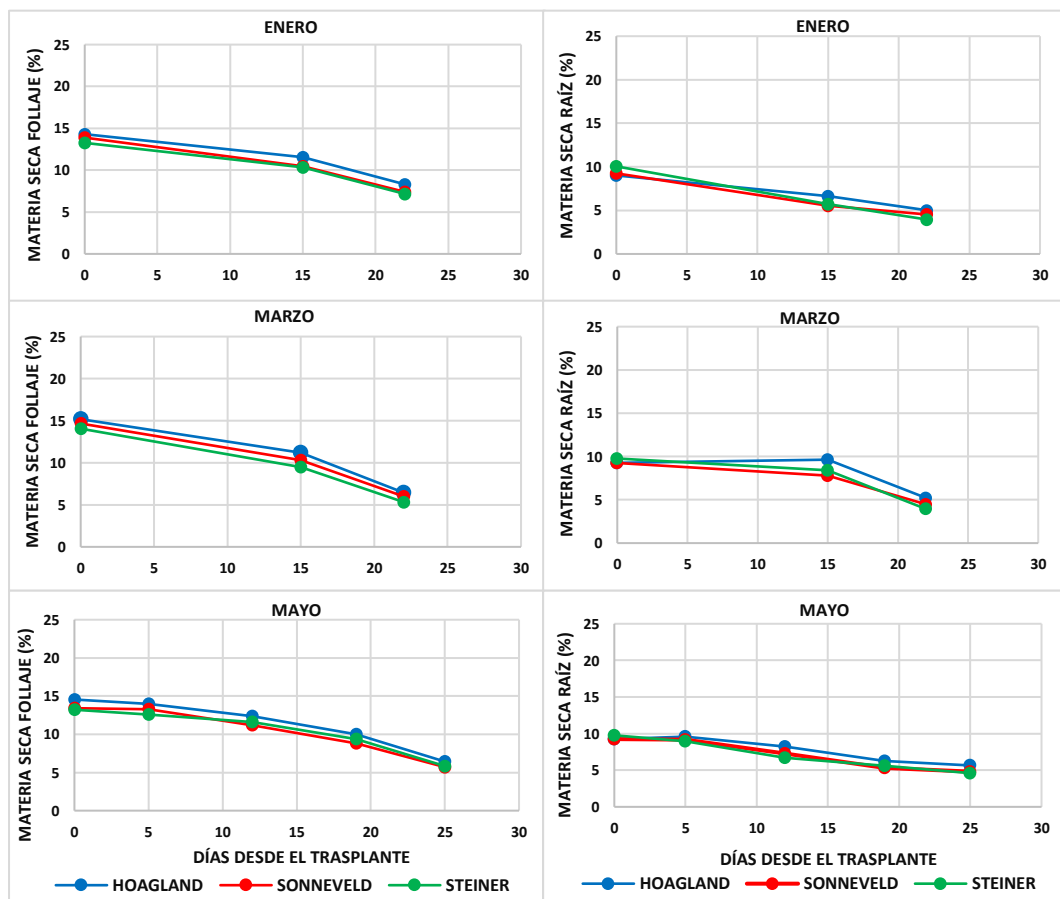 ENERO
MATERIA SECA FOLLAJE (%)
25
20
15
10
5
0
0 5 10 15 20 25 30
ENERO
MATERIA SECA RAÍZ (%)
25
20
15
10
5
0
0 5 10 15 20 25 30
MARZO
MATERIA SECA FOLLAJE (%)
25
20
15
10
5
0
0 5 10 15 20 25 30
MARZO
MATERIA SECA RAÍZ (%)
25
20
15
10
5
0
0 5 10 15 20 25 30
MAYO
MATERIA SECA FOLLAJE (%)
25
20
15
10
5
0
0 5 10 15 20 25 30
DÍAS DESDE EL TRASPLANTE
HOAGLAND SONNEVELD STEINER
MAYO
MATERIA SECA RAÍZ (%)
25
20
15
10
5
0
0 5 10 15 20 25 30
DÍAS DESDE EL TRASPLANTE
HOAGLAND SONNEVELD STEINER